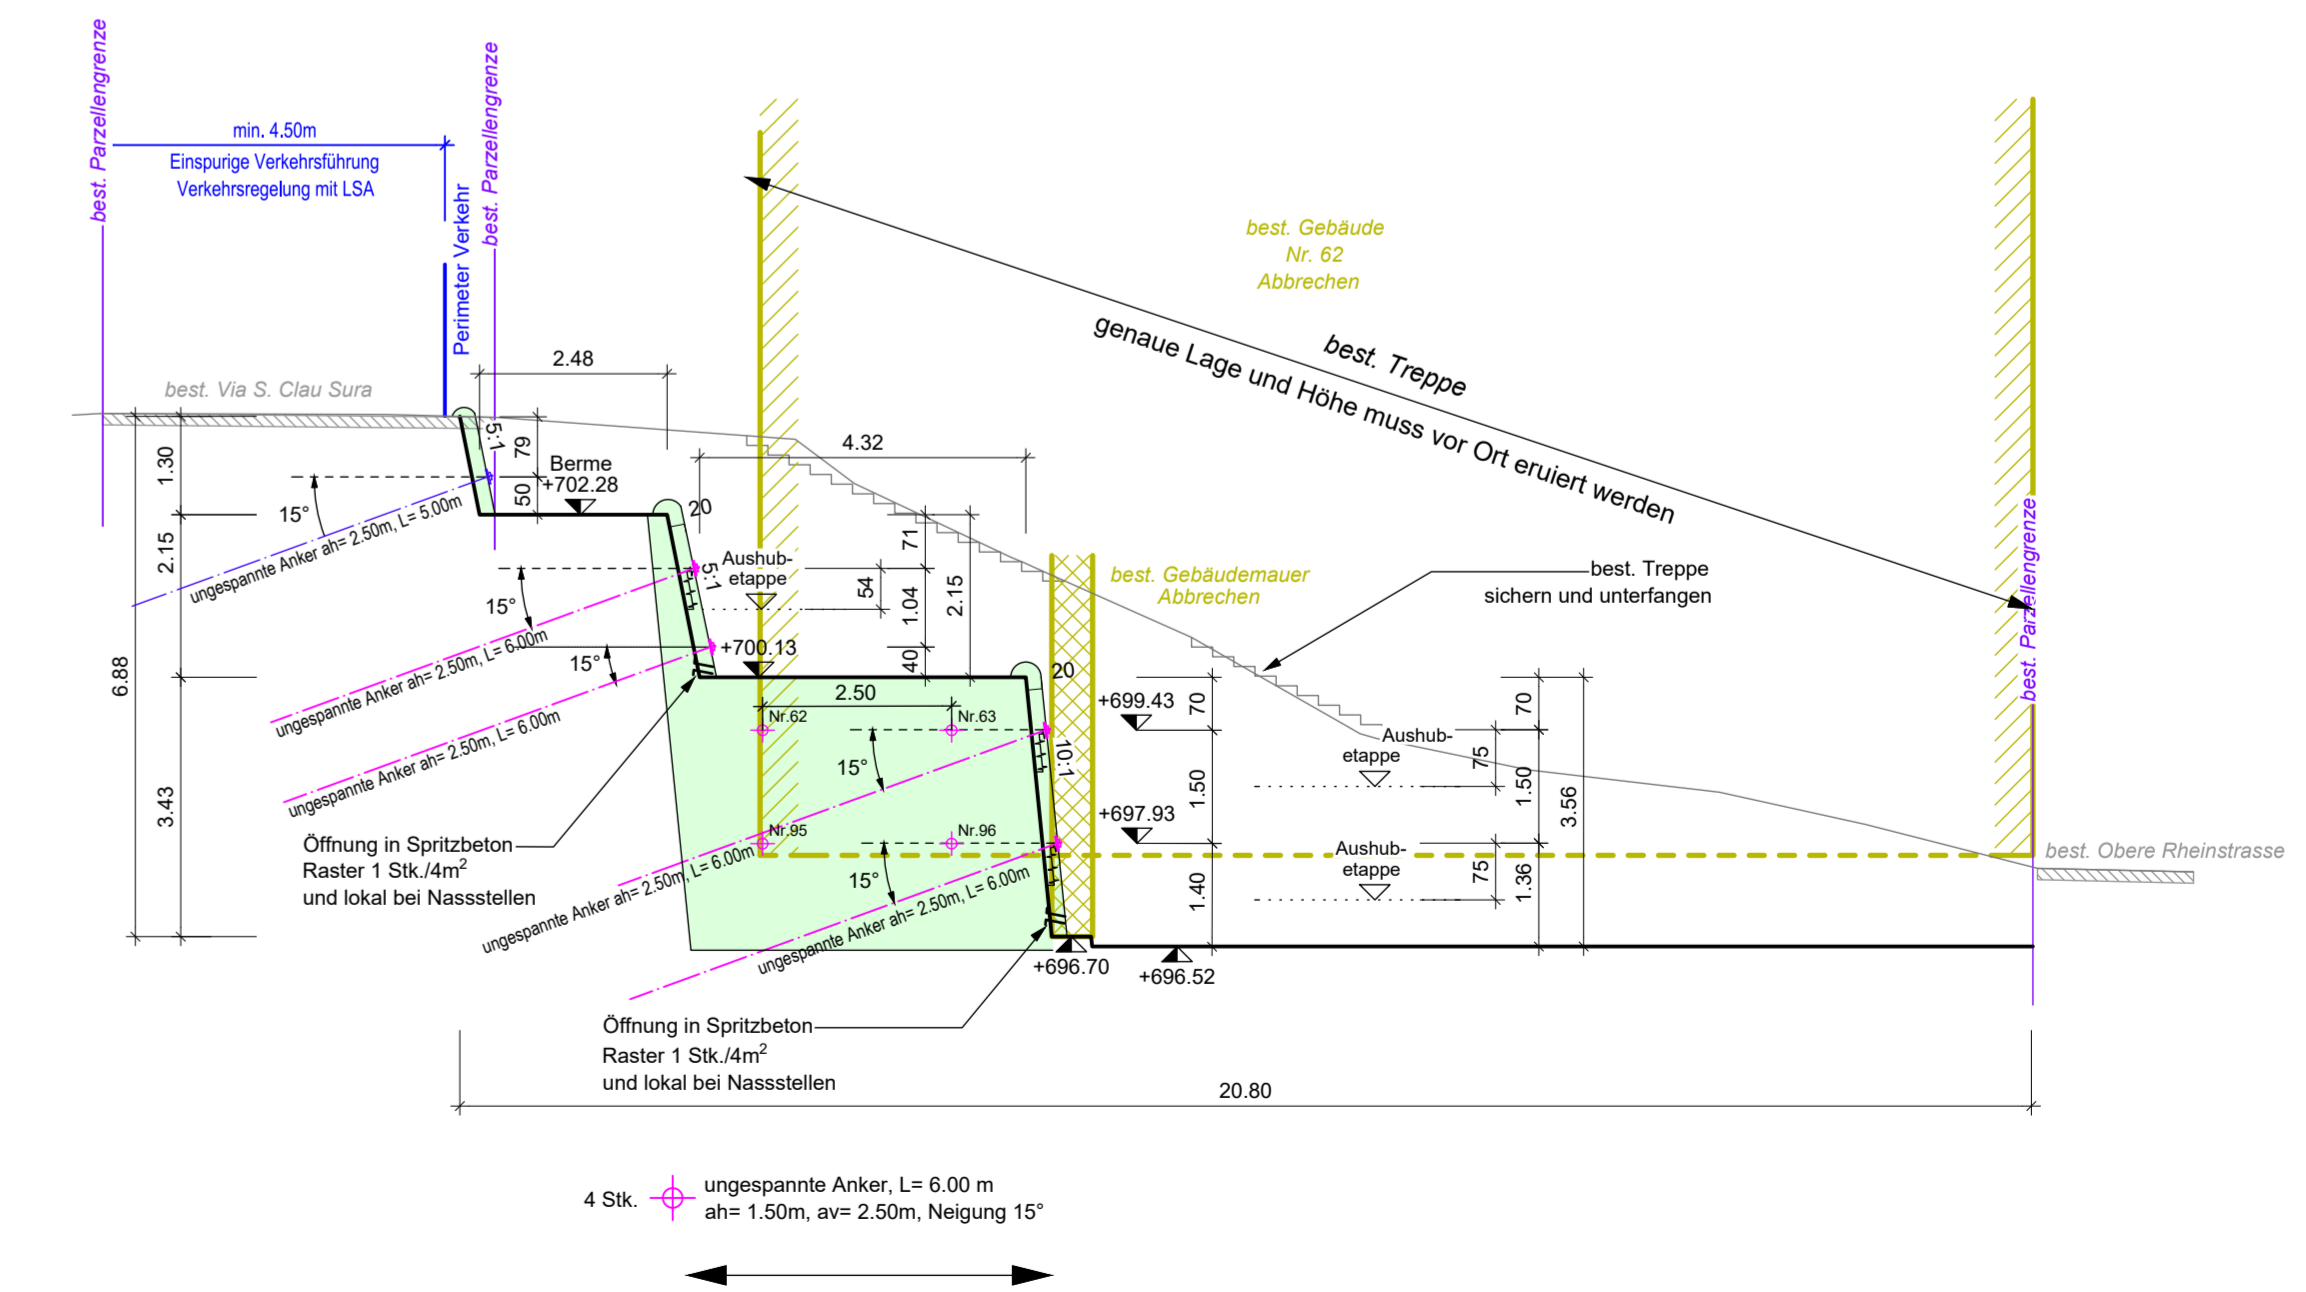 best. Parzellengrenze
min. 4.50m
Einspurige Verkehrsführung
Verkehrsregelung mit LSA
Perimeter Verkehr
best. Parzellengrenze
best. Gebäude
Nr. 62
Abbrechen
best. Treppe
genaue Lage und Höhe muss vor Ort eruiert werden
best. Via S. Clau Sura
2.48
4.32
5:1
79
50
Berme
+702.28
1.30
2.15
3.43
6.88
15°
ungespannte Anker ah= 2.50m, L= 5.00m
20
5:1
Aushub-
etappe
71
54
1.04
2.15
40
15°
ungespannte Anker ah= 2.50m, L= 6.00m
+700.13
15°
ungespannte Anker ah= 2.50m, L= 6.00m
best. Gebäudemauer
Abbrechen
best. Treppe
sichern und unterfangen
best. Parzellengrenze
2.50
20
Nr.62
Nr.63
10:1
15°
ungespannte Anker ah= 2.50m, L= 6.00m
Nr.95
Nr.96
15°
ungespannte Anker ah= 2.50m, L= 6.00m
+699.43
+697.93
70
1.50
1.40
Aushub-
etappe
Aushub-
etappe
75
75
70
1.50
1.36
3.56
best. Obere Rheinstrasse
Öffnung in Spritzbeton
Raster 1 Stk./4m²
und lokal bei Nassstellen
+696.70
+696.52
Öffnung in Spritzbeton
Raster 1 Stk./4m²
und lokal bei Nassstellen
20.80
4 Stk.
ungespannte Anker, L= 6.00 m
ah= 1.50m, av= 2.50m, Neigung 15°